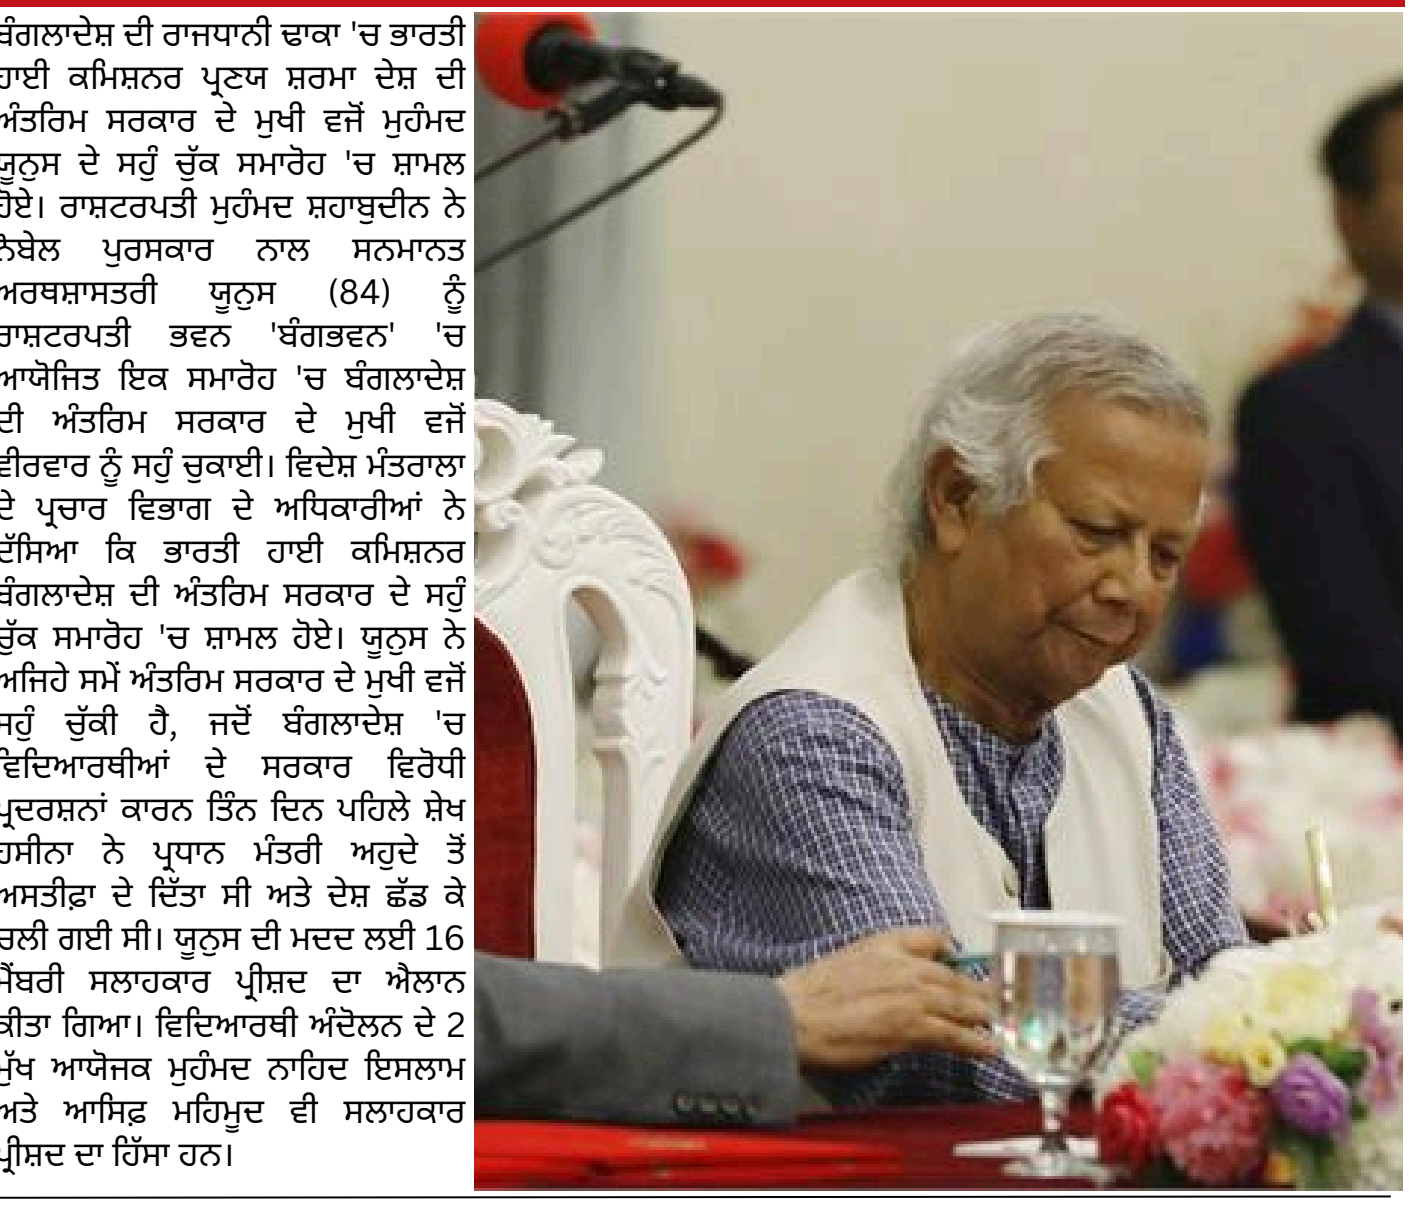 ਬੰਗਲਾਦੇਸ਼ ਦੀ ਰਾਜਧਾਨੀ ਢਾਕਾ 'ਚ ਭਾਰਤੀ
ਹਾਈ ਕਮਿਸ਼ਨਰ ਪ੍ਰਣਯ ਸ਼ਰਮਾ ਦੇਸ਼ ਦੀ
ਅੰਤਰਿਮ ਸਰਕਾਰ ਦੇ ਮੁਖੀ ਵਜੋਂ ਮੁਹੰਮਦ
ਯੂਨੁਸ ਦੇ ਸਹੁੰ ਚੁੱਕ ਸਮਾਰੋਹ 'ਚ ਸ਼ਾਮਲ
ਹੋਏ। ਰਾਸ਼ਟਰਪਤੀ ਮੁਹੰਮਦ ਸ਼ਹਾਬੁਦੀਨ ਨੇ
ਨੋਬੇਲ ਪੁਰਸਕਾਰ ਨਾਲ ਸਨਮਾਨਤ
ਅਰਥਸ਼ਾਸਤਰੀ ਯੂਨੁਸ (84) ਨੂੰ
ਰਾਸ਼ਟਰਪਤੀ ਭਵਨ 'ਬੰਗਭਵਨ' 'ਚ
ਆਯੋਜਿਤ ਇਕ ਸਮਾਰੋਹ 'ਚ ਬੰਗਲਾਦੇਸ਼
ਦੀ ਅੰਤਰਿਮ ਸਰਕਾਰ ਦੇ ਮੁਖੀ ਵਜੋਂ
ਵੀਰਵਾਰ ਨੂੰ ਸਹੁੰ ਚੁਕਾਈ। ਵਿਦੇਸ਼ ਮੰਤਰਾਲਾ
ਦੇ ਪ੍ਰਚਾਰ ਵਿਭਾਗ ਦੇ ਅਧਿਕਾਰੀਆਂ ਨੇ
ਦੱਸਿਆ ਕਿ ਭਾਰਤੀ ਹਾਈ ਕਮਿਸ਼ਨਰ
ਬੰਗਲਾਦੇਸ਼ ਦੀ ਅੰਤਰਿਮ ਸਰਕਾਰ ਦੇ ਸਹੁੰ
ਚੁੱਕ ਸਮਾਰੋਹ 'ਚ ਸ਼ਾਮਲ ਹੋਏ। ਯੂਨੁਸ ਨੇ
ਅਜਿਹੇ ਸਮੇਂ ਅੰਤਰਿਮ ਸਰਕਾਰ ਦੇ ਮੁਖੀ ਵਜੋਂ
ਸਹੁੰ ਚੁੱਕੀ ਹੈ, ਜਦੋਂ ਬੰਗਲਾਦੇਸ਼ 'ਚ
ਵਿਦਿਆਰਥੀਆਂ ਦੇ ਸਰਕਾਰ ਵਿਰੋਧੀ
ਪ੍ਰਦਰਸ਼ਨਾਂ ਕਾਰਨ ਤਿੰਨ ਦਿਨ ਪਹਿਲੇ ਸ਼ੇਖ
ਹਸੀਨਾ ਨੇ ਪ੍ਰਧਾਨ ਮੰਤਰੀ ਅਹੁਦੇ ਤੋਂ
ਅਸਤੀਫ਼ਾ ਦੇ ਦਿੱਤਾ ਸੀ ਅਤੇ ਦੇਸ਼ ਛੱਡ ਕੇ
ਚਲੀ ਗਈ ਸੀ। ਯੂਨੁਸ ਦੀ ਮਦਦ ਲਈ 16
ਮੈਂਬਰੀ ਸਲਾਹਕਾਰ ਪ੍ਰੀਸ਼ਦ ਦਾ ਐਲਾਨ
ਕੀਤਾ ਗਿਆ। ਵਿਦਿਆਰਥੀ ਅੰਦੋਲਨ ਦੇ 2
ਮੁੱਖ ਆਯੋਜਕ ਮੁਹੰਮਦ ਨਾਹਿਦ ਇਸਲਾਮ
ਅਤੇ ਆਸਿਫ਼ ਮਹਿਮੂਦ ਵੀ ਸਲਾਹਕਾਰ
ਪ੍ਰੀਸ਼ਦ ਦਾ ਹਿੱਸਾ ਹਨ।